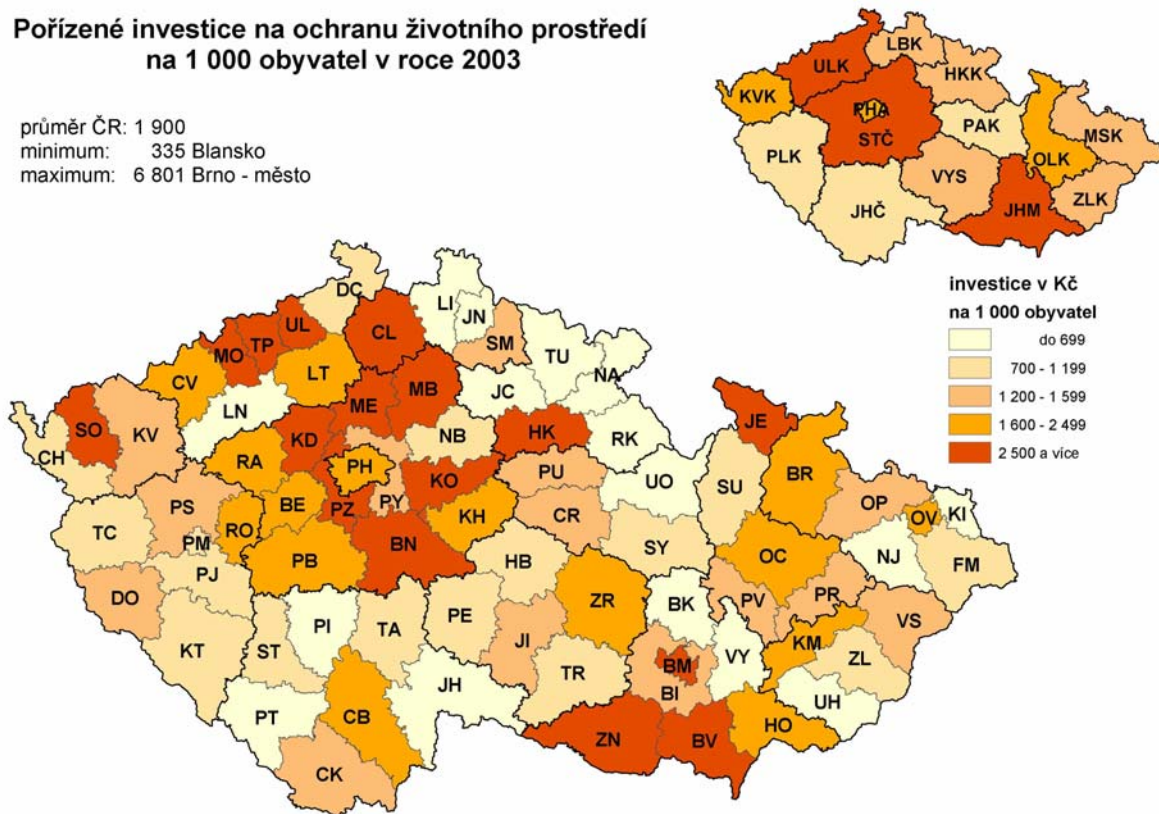 Pořízené investice na ochranu životního prostředí
na 1 000 obyvatel v roce 2003
průměr ČR: 1 900
minimum: 335 Blansko
maximum: 6 801 Brno - město
LBK
ULK
HKK
KVK
PHA
STČ
PAK
MSK
OLK
PLK
VYS
ZLK
JHČ
JHM
investice v Kč
na 1 000 obyvatel
do 699
700 - 1 199
1 200 - 1 599
1 600 - 2 499
2 500 a více
DC
LI
JN
UL
CL
SM
TP
MO
TU
NA
CV
LT
MB
JC
LN
ME
SO
KV
KD
NB
HK
RK
JE
CH
RA
PH
KO
PU
UO
SU
BR
OP
PS
PY
OV
KI
TC
RO
BE
PZ
KH
CR
PM
BN
SY
OC
NJ
FM
PJ
PB
HB
DO
ZR
BK
PV
PR
VS
PI
TA
PE
KT
ST
JI
KM
VY
ZL
BM
TR
BI
JH
UH
PT
CB
HO
ZN
BV
CK